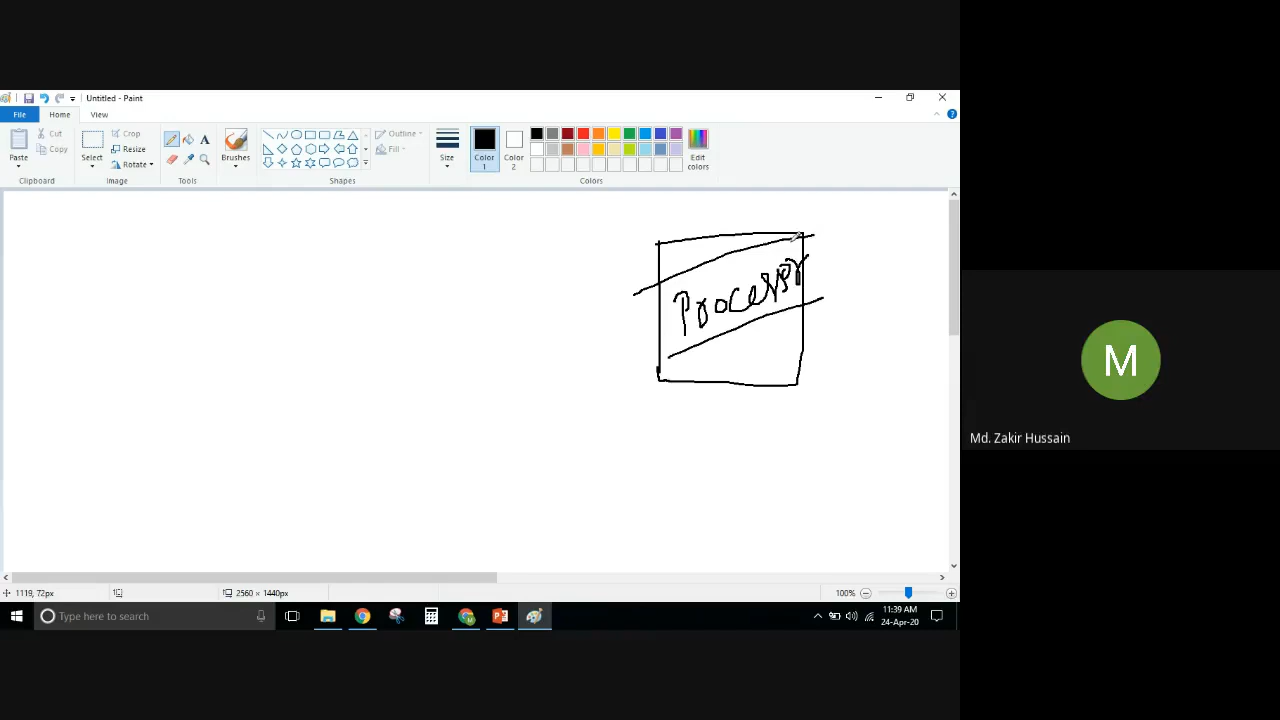 Untitled - Paint
File Home View
Paste
Cut
Copy
Clipboard
Select
Crop
Resize
Rotate
Image
Tools
Brushes
Shapes
Outline
Fill
Size
Color 1
Color 2
Edit colors
Colors
Processor
M
Md. Zakir Hussain
1119, 72px
2560 × 1440px
100%
Type here to search
M
11:39 AM
24-Apr-20